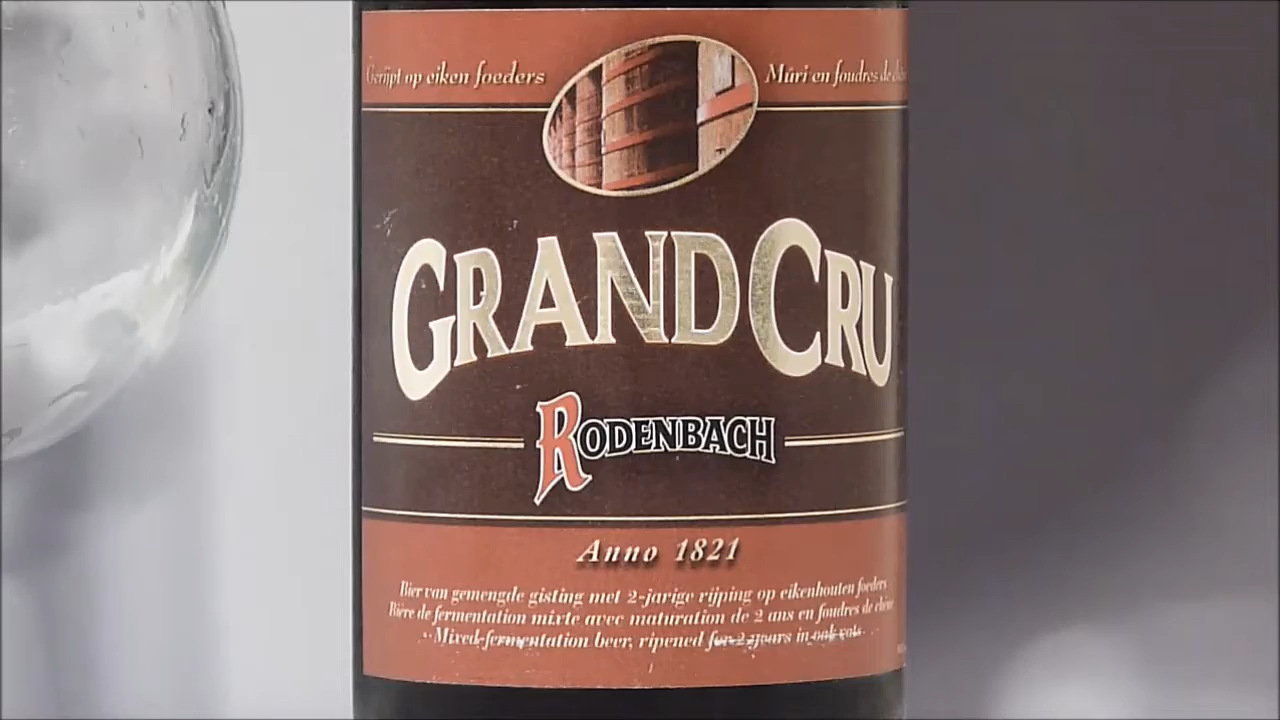 Gerijpt op eiken foeders
Mûri en foudres de chêne
GRAND CRU
RODENBACH
Anno 1821
Bier van gemengde gisting met 2-jarige rijping op eikenhouten foeders
Bière de fermentation mixte avec maturation de 2 ans en foudres de chêne
Mixed-fermentation beer, ripened for 2 years in oak vats